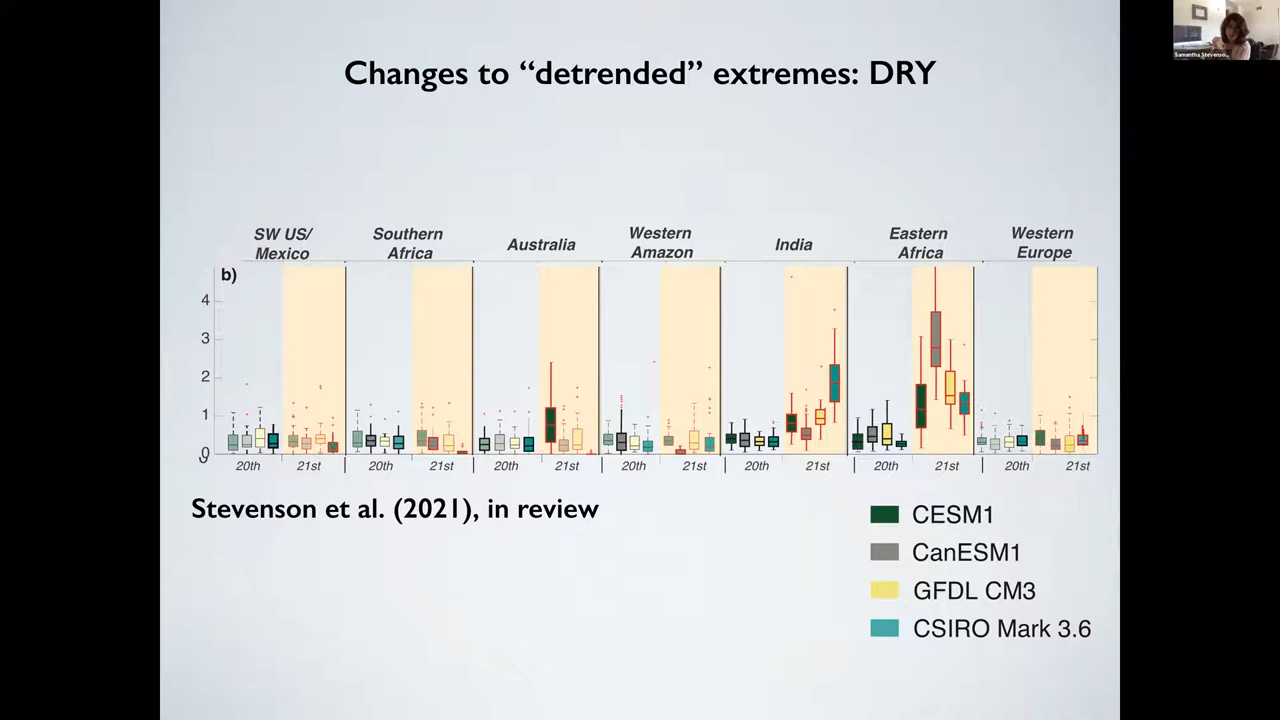 Samantha Stevenso...
Changes to “detrended” extremes: DRY
SW US/
Mexico
Southern
Africa
Australia
Western
Amazon
India
Eastern
Africa
Western
Europe
b)
4
3
2
1
0
20th 21st 20th 21st 20th 21st 20th 21st 20th 21st 20th 21st 20th 21st
Stevenson et al. (2021), in review
CESM1
CanESM1
GFDL CM3
CSIRO Mark 3.6